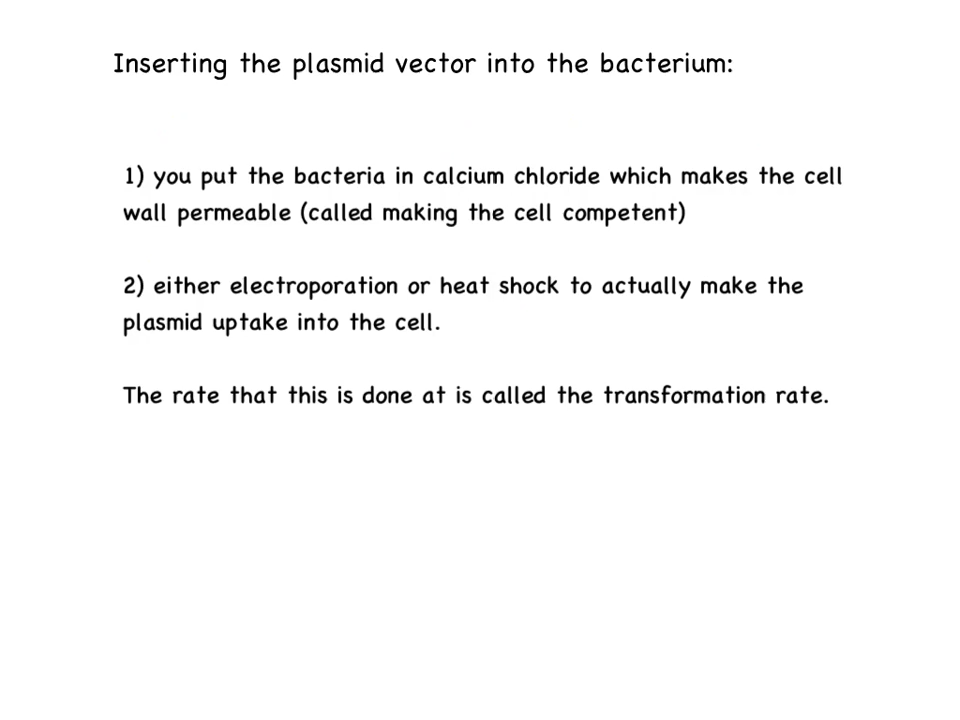 Inserting the plasmid vector into the bacterium:
1) you put the bacteria in calcium chloride which makes the cell
wall permeable (called making the cell competent)
2) either electroporation or heat shock to actually make the
plasmid uptake into the cell.
The rate that this is done at is called the transformation rate.